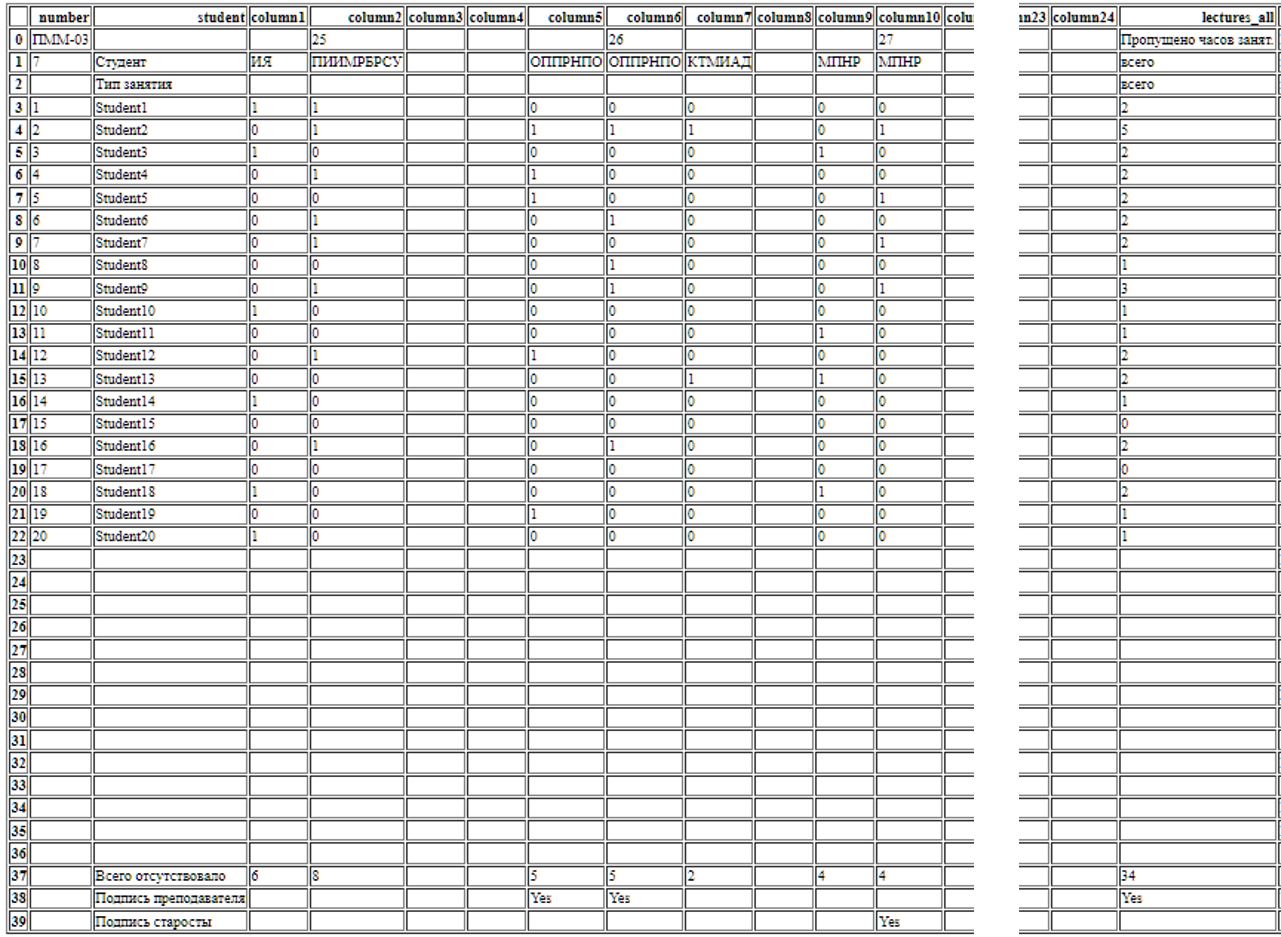 number student column1 column2 column3 column4 column5 column6 column7 column8 column9 column10 colu nn23 column24 lectures_all
0 ПММ-03 25 26 27 Пропущено часов занят.
1 7 Студент ИЯ ПИИМРБРСУ ОППРНПО ОППРНПО КТМИАД МПНР МПНР всего
2 Тип занятия всего
3 1 Student1 1 1 0 0 0 0 0 2
4 2 Student2 0 1 1 1 1 0 1 5
5 3 Student3 1 0 0 0 0 1 0 2
6 4 Student4 0 1 1 0 0 0 0 2
7 5 Student5 0 0 1 0 0 0 1 2
8 6 Student6 0 1 0 1 0 0 0 2
9 7 Student7 0 1 0 0 0 0 1 2
10 8 Student8 0 0 0 1 0 0 0 1
11 9 Student9 0 1 0 1 0 0 1 3
12 10 Student10 1 0 0 0 0 0 0 1
13 11 Student11 0 0 0 0 0 1 0 1
14 12 Student12 0 1 1 0 0 0 0 2
15 13 Student13 0 0 0 0 1 1 0 2
16 14 Student14 1 0 0 0 0 0 0 1
17 15 Student15 0 0 0 0 0 0 0 0
18 16 Student16 0 1 0 1 0 0 0 2
19 17 Student17 0 0 0 0 0 0 0 0
20 18 Student18 1 0 0 0 0 1 0 2
21 19 Student19 0 0 1 0 0 0 0 1
22 20 Student20 1 0 0 0 0 0 0 1
23
24
25
26
27
28
29
30
31
32
33
34
35
36
37 Всего отсутствовало 6 8 5 5 2 4 4 34
38 Подпись преподавателя Yes Yes Yes
39 Подпись старосты Yes